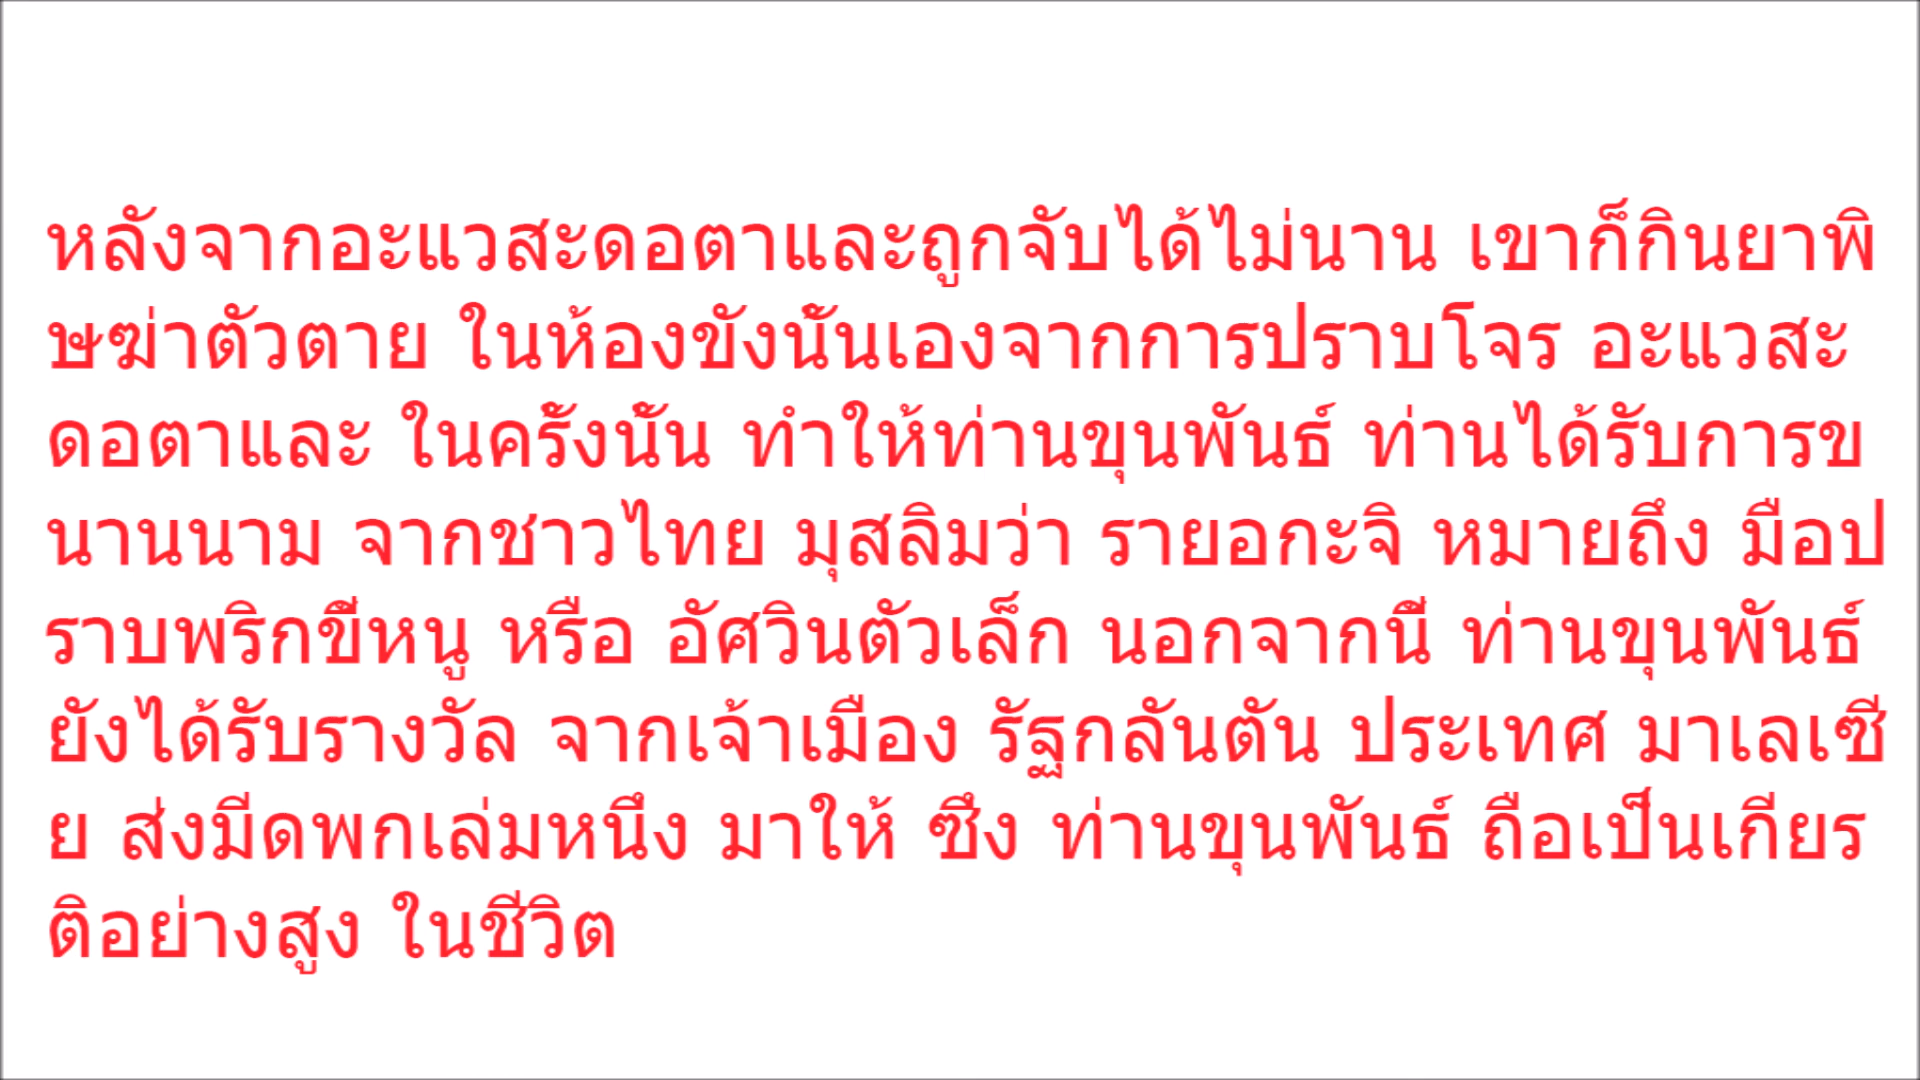 หลังจากอะแวสะดอตาและถูกจับได้ไม่นาน เขาก็กินยาพิ
ษฆ่าตัวตาย ในห้องขังนั้นเองจากการปราบโจร อะแวสะ
ดอตาและ ในครั้งนั้น ทำให้ท่านขุนพันธ์ ท่านได้รับการข
นานนาม จากชาวไทย มุสลิมว่า รายอกะจิ หมายถึง มือป
ราบพริกขี้หนู หรือ อัศวินตัวเล็ก นอกจากนี้ ท่านขุนพันธ์
ยังได้รับรางวัล จากเจ้าเมือง รัฐกลันตัน ประเทศ มาเลเซี
ย ส่งมีดพกเล่มหนึ่ง มาให้ ซึ่ง ท่านขุนพันธ์ ถือเป็นเกียร
ติอย่างสูง ในชีวิต